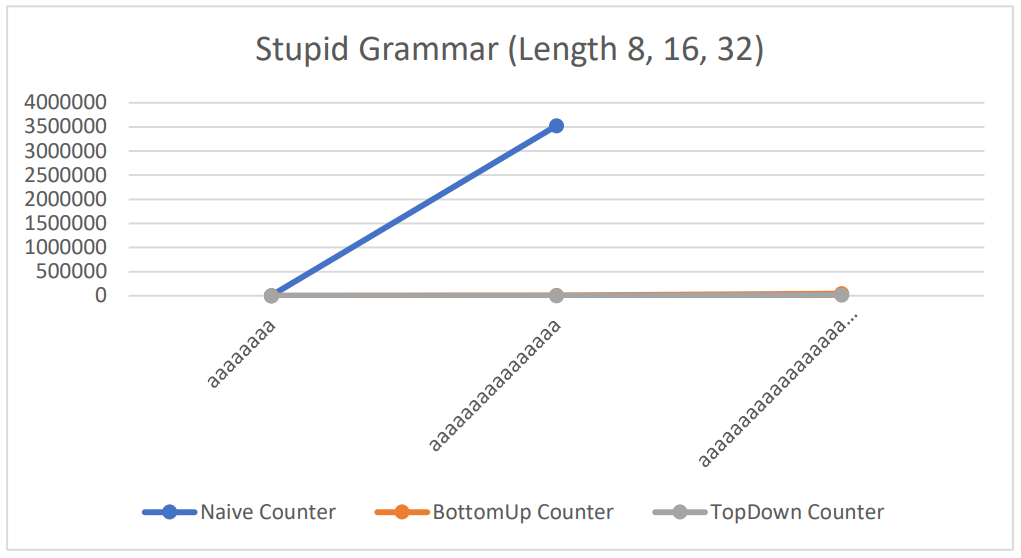 Stupid Grammar (Length 8, 16, 32)
4000000
3500000
3000000
2500000
2000000
1500000
1000000
500000
0
aaaaaaaa
aaaaaaaaaaaaaaaa
aaaaaaaaaaaaaaaaa…
Naive Counter
BottomUp Counter
TopDown Counter